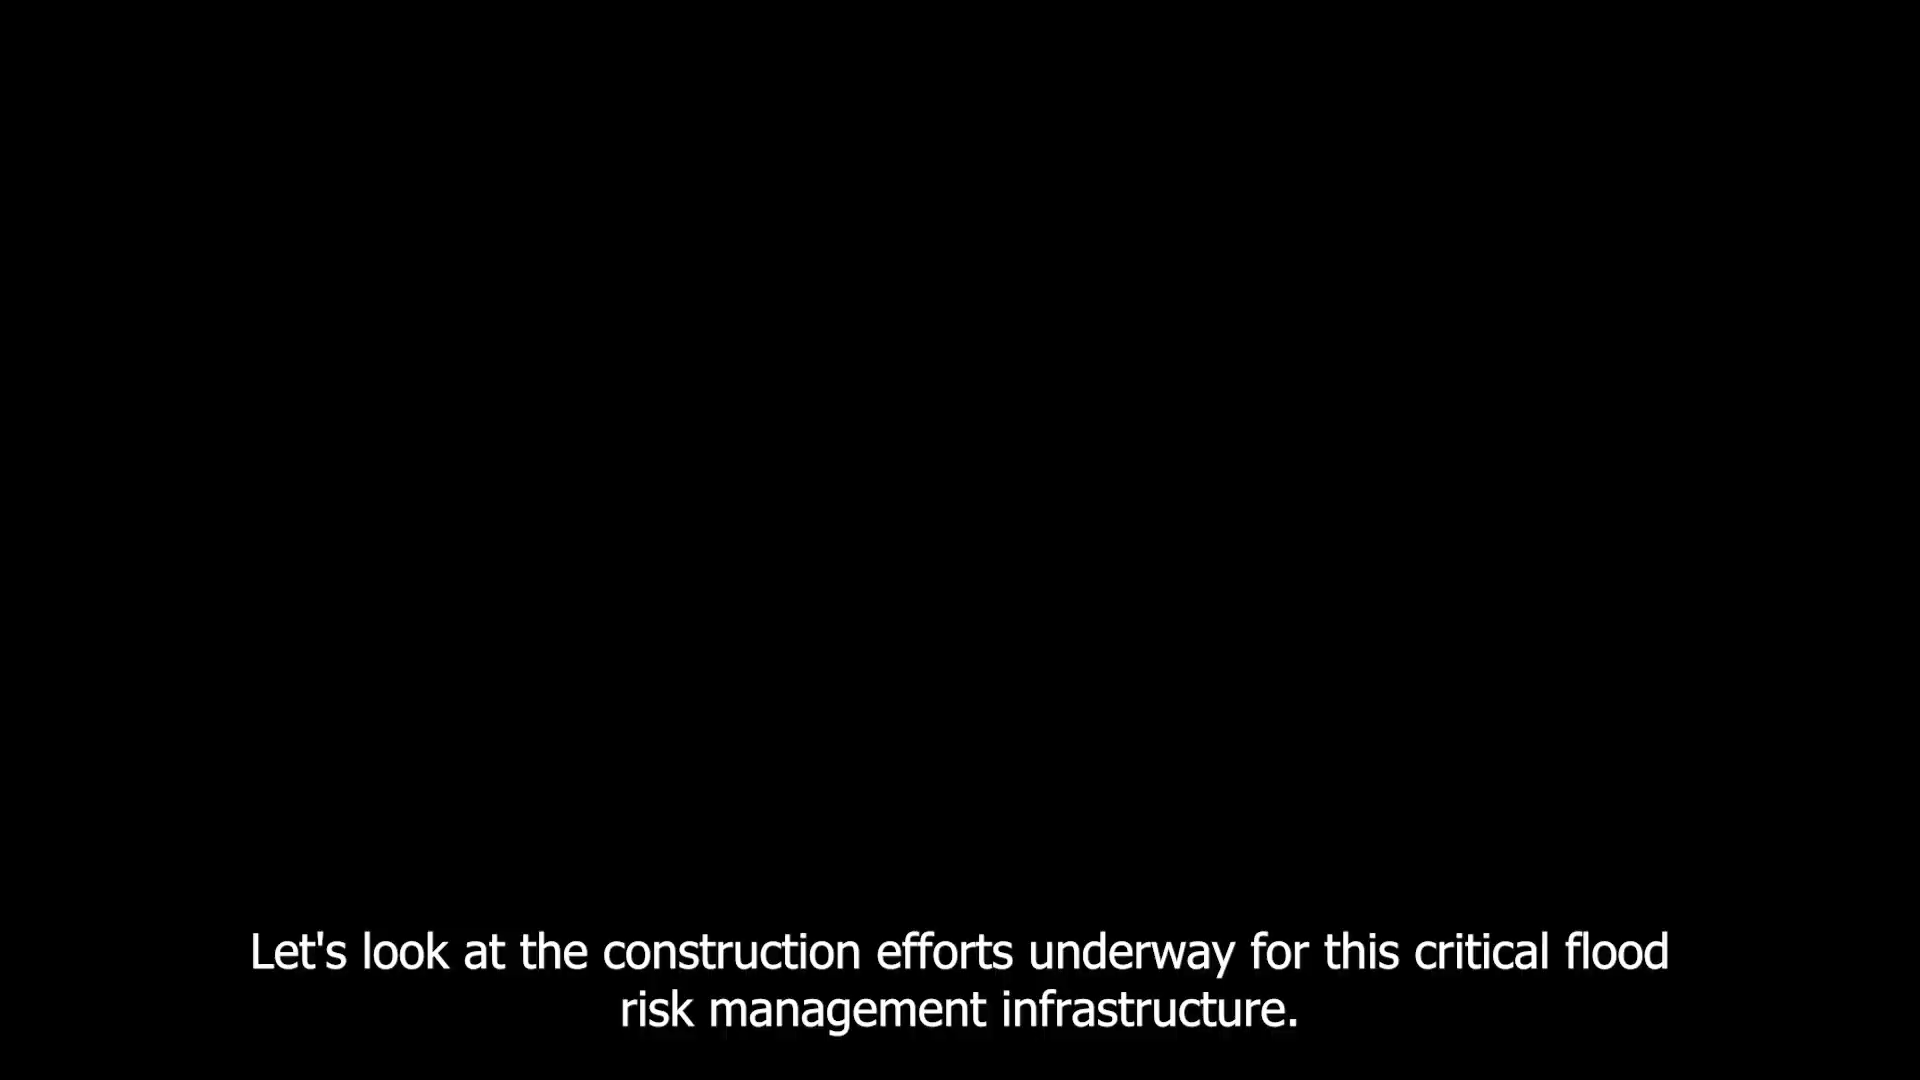 Let's look at the construction efforts underway for this critical flood
risk management infrastructure.